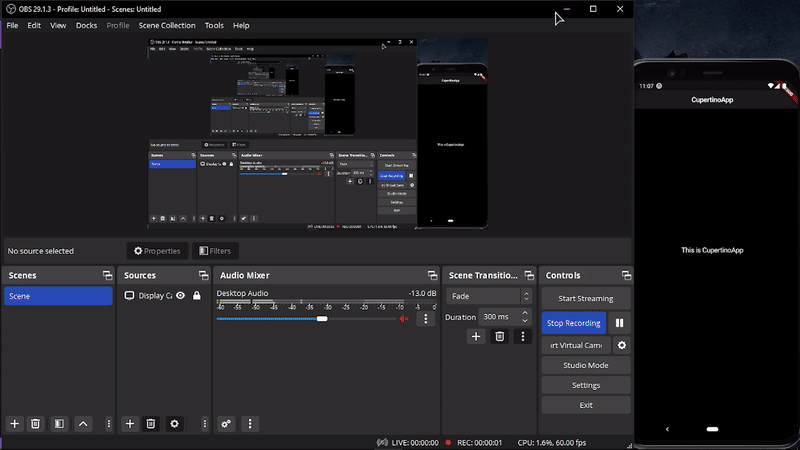 OBS 29.1.3 - Profile: Untitled - Scenes: Untitled
File Edit View Docks Profile Scene Collection Tools Help
No source selected
Properties
Filters
Scenes
Scene
Sources
Display Ca
Audio Mixer
Desktop Audio
-13.0 dB
-60 -55 -50 -45 -40 -35 -30 -25 -20 -15 -10 -5 0
Scene Transition...
Fade
Duration 300 ms
Controls
Start Streaming
Stop Recording
rt Virtual Came
Studio Mode
Settings
Exit
LIVE: 00:00:00 REC: 00:00:01 CPU: 1.6%, 60.00 fps
11:07
CupertinoApp
This is CupertinoApp